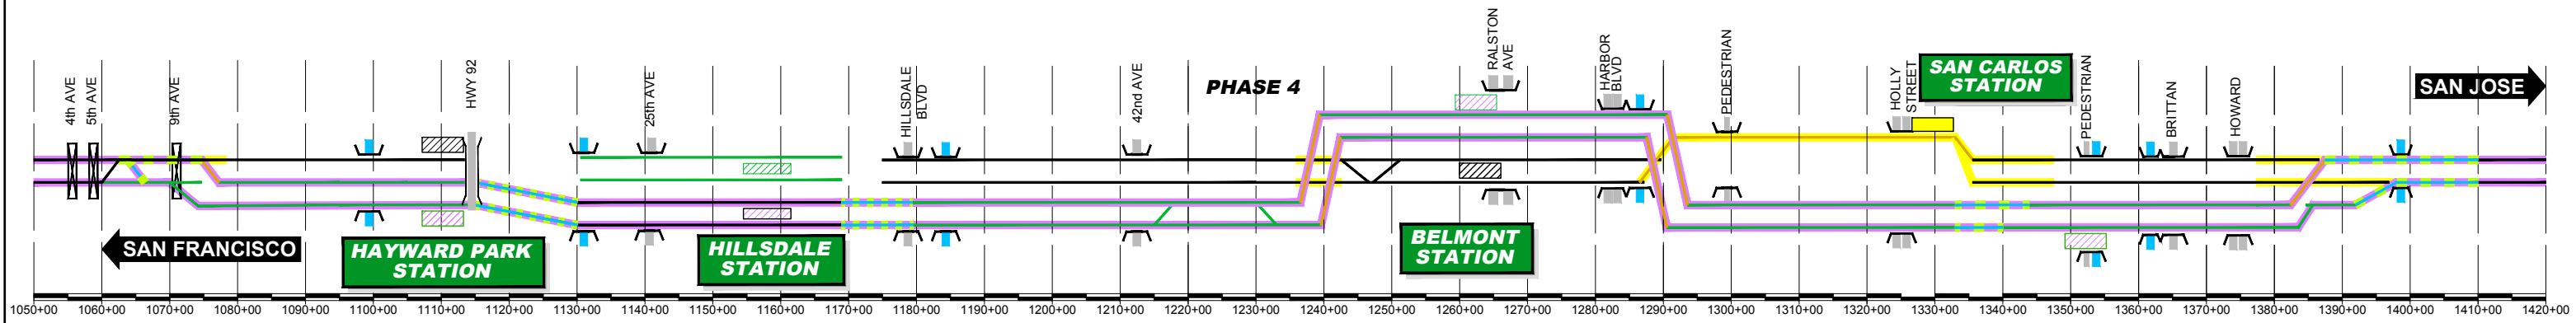 4th AVE
5th AVE
9th AVE
HWY 92
25th AVE
HILLSDALE
BLVD
42nd AVE
PHASE 4
RALSTON
AVE
HARBOR
BLVD
PEDESTRIAN
HOLLY
STREET
SAN CARLOS
STATION
PEDESTRIAN
BRITTAN
HOWARD
SAN JOSE
SAN FRANCISCO
HAYWARD PARK
STATION
HILLSDALE
STATION
BELMONT
STATION
1050+00 1060+00 1070+00 1080+00 1090+00 1100+00 1110+00 1120+00 1130+00 1140+00 1150+00 1160+00 1170+00 1180+00 1190+00 1200+00 1210+00 1220+00 1230+00 1240+00 1250+00 1260+00 1270+00 1280+00 1290+00 1300+00 1310+00 1320+00 1330+00 1340+00 1350+00 1360+00 1370+00 1380+00 1390+00 1400+00 1410+00 1420+00